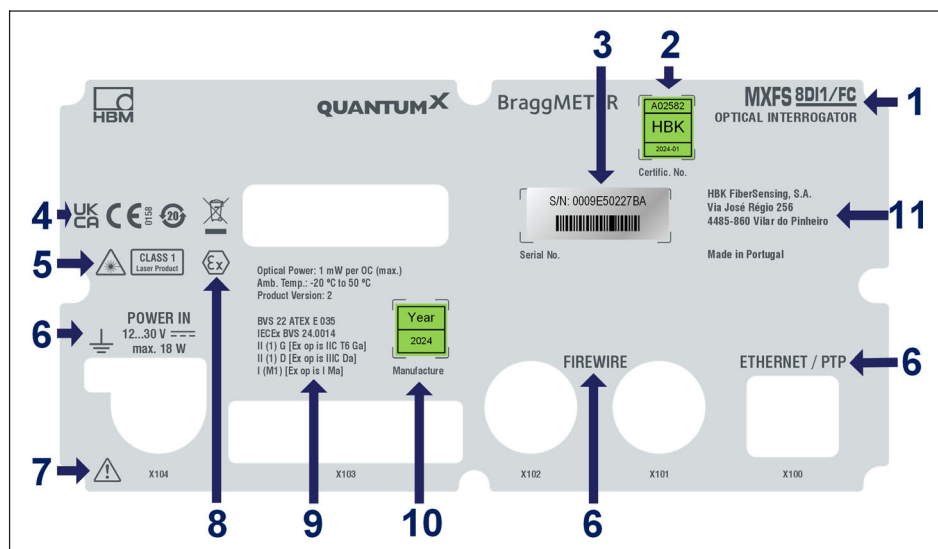 3
2
HBM
QUANTUMX
BraggMETER
MXFS 8DI1/FC
OPTICAL INTERROGATOR
1
A02582
HBK
2024-01
Certific. No.
4
UK
CA
CE
0158
20
S/N: 0009E50227BA
Serial No.
HBK FiberSensing, S.A.
Via José Régio 256
4485-860 Vilar do Pinheiro
11
Made in Portugal
5
CLASS 1
Laser Product
Ex
Optical Power: 1 mW per OC (max.)
Amb. Temp.: -20 ºC to 50 ºC
Product Version: 2
6
POWER IN
12...30 V
max. 18 W
BVS 22 ATEX E 035
IECEx BVS 24.0014
II (1) G [Ex op is IIC T6 Ga]
II (1) D [Ex op is IIIC Da]
I (M1) [Ex op is I Ma]
Year
2024
Manufacture
FIREWIRE
ETHERNET / PTP
6
7
X104
X103
X102
X101
X100
8
9
10
6